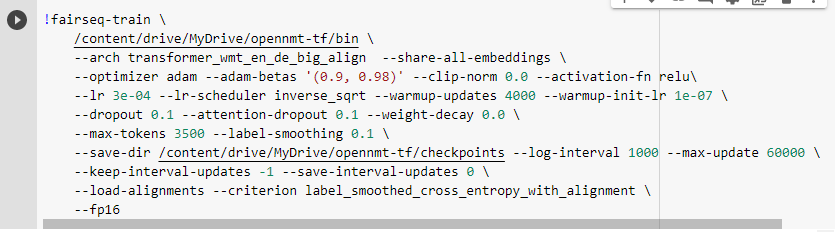 !fairseq-train \
/content/drive/MyDrive/opennmt-tf/bin \
--arch transformer_wmt_en_de_big_align  --share-all-embeddings \
--optimizer adam --adam-betas '(0.9, 0.98)' --clip-norm 0.0 --activation-fn relu\
--lr 3e-04 --lr-scheduler inverse_sqrt --warmup-updates 4000 --warmup-init-lr 1e-07 \
--dropout 0.1 --attention-dropout 0.1 --weight-decay 0.0 \
--max-tokens 3500 --label-smoothing 0.1 \
--save-dir /content/drive/MyDrive/opennmt-tf/checkpoints --log-interval 1000 --max-update 60000 \
--keep-interval-updates -1 --save-interval-updates 0 \
--load-alignments --criterion label_smoothed_cross_entropy_with_alignment \
--fp16